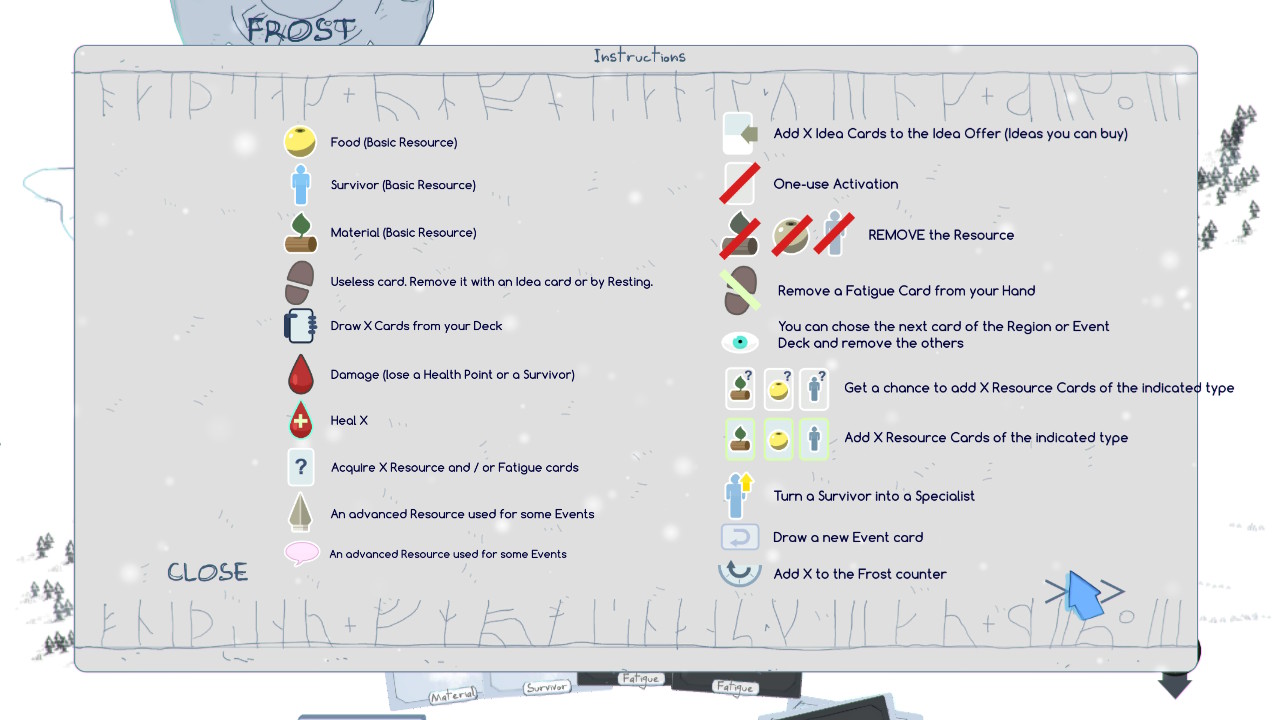 FROST
Instructions
Food (Basic Resource)
Survivor (Basic Resource)
Material (Basic Resource)
Useless card. Remove it with an Idea card or by Resting.
Draw X Cards from your Deck
Damage (lose a Health Point or a Survivor)
Heal X
?
Acquire X Resource and / or Fatigue cards
An advanced Resource used for some Events
An advanced Resource used for some Events
CLOSE
Add X Idea Cards to the Idea Offer (Ideas you can buy)
One-use Activation
REMOVE the Resource
Remove a Fatigue Card from your Hand
You can chose the next card of the Region or Event
Deck and remove the others
? ? ?
Get a chance to add X Resource Cards of the indicated type
Add X Resource Cards of the indicated type
Turn a Survivor into a Specialist
Draw a new Event card
Add X to the Frost counter
Material
Survivor
Fatigue
Fatigue